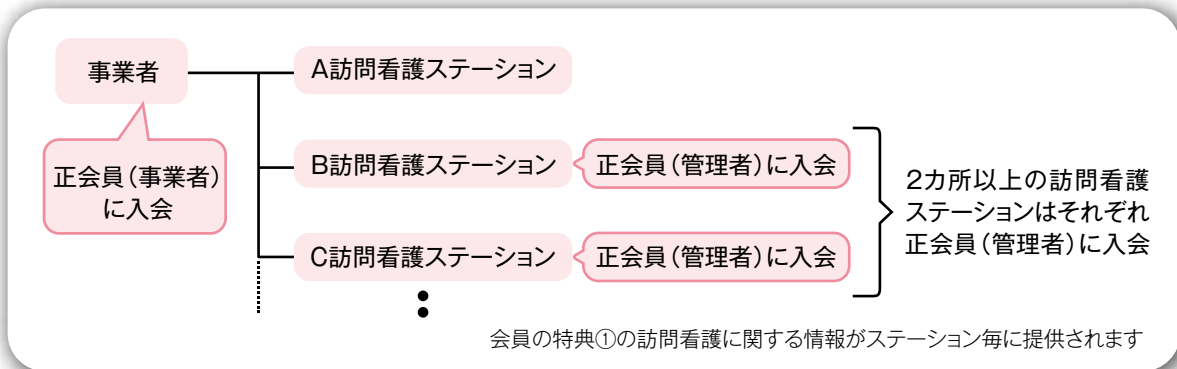 事業者
A訪問看護ステーション
正会員(事業者)
に入会
B訪問看護ステーション
正会員(管理者)に入会
C訪問看護ステーション
正会員(管理者)に入会
2カ所以上の訪問看護
ステーションはそれぞれ
正会員(管理者)に入会
会員の特典①の訪問看護に関する情報がステーション毎に提供されます